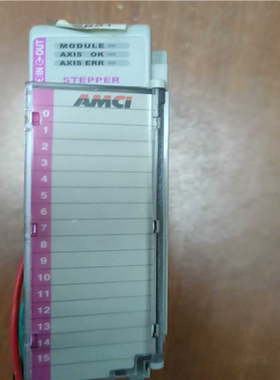 IN OUT
MODULE
AXIS OK
AXIS ERR
STEPPER
AMCI
0
1
2
3
4
5
6
7
8
9
10
11
12
13
14
15